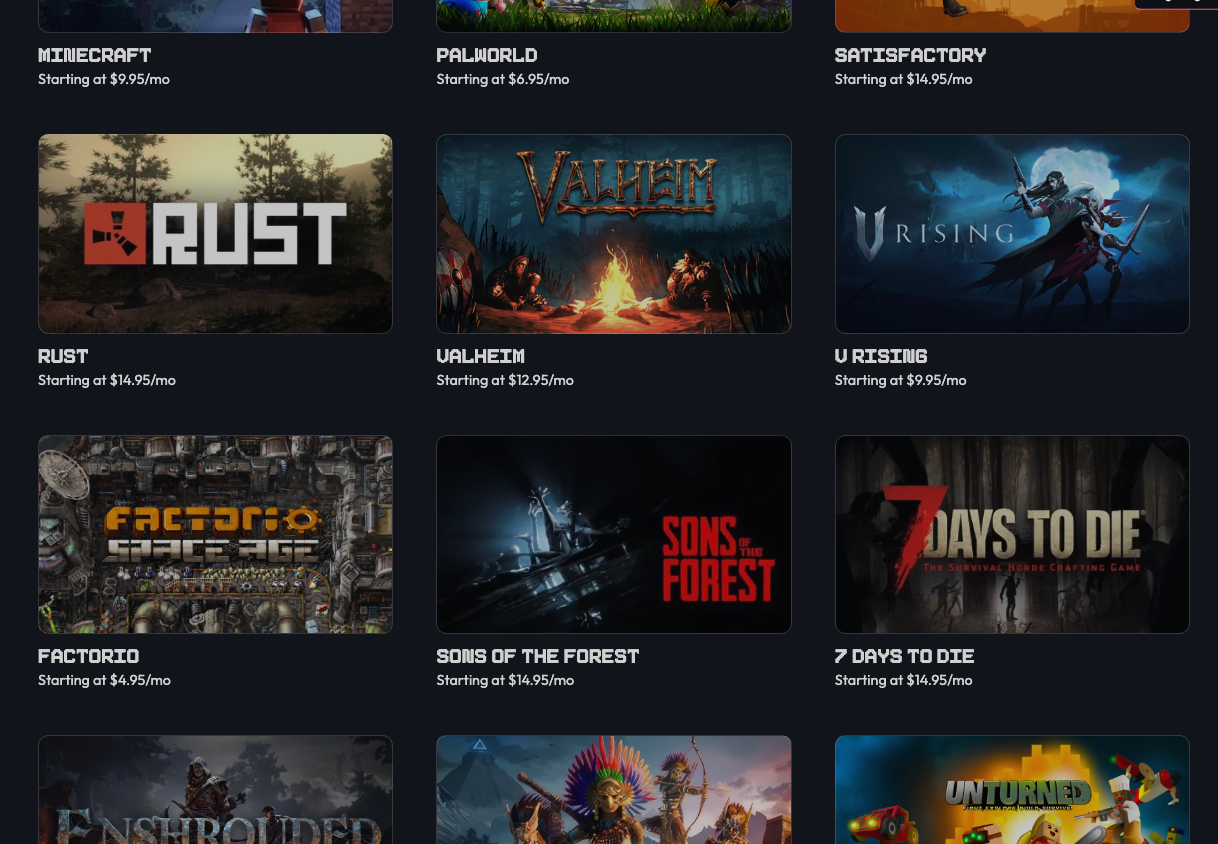 MINECRAFT
Starting at $9.95/mo
PALWORLD
Starting at $6.95/mo
SATISFACTORY
Starting at $14.95/mo
RUST
VALHEIM
V RISING
RUST
Starting at $14.95/mo
VALHEIM
Starting at $12.95/mo
V RISING
Starting at $9.95/mo
FACTORIO
SPACE AGE
SONS OF THE FOREST
7 DAYS TO DIE
THE SURVIVAL HORDE CRAFTING GAME
FACTORIO
Starting at $4.95/mo
SONS OF THE FOREST
Starting at $14.95/mo
7 DAYS TO DIE
Starting at $14.95/mo
ENSHROUDED
UNTURNED